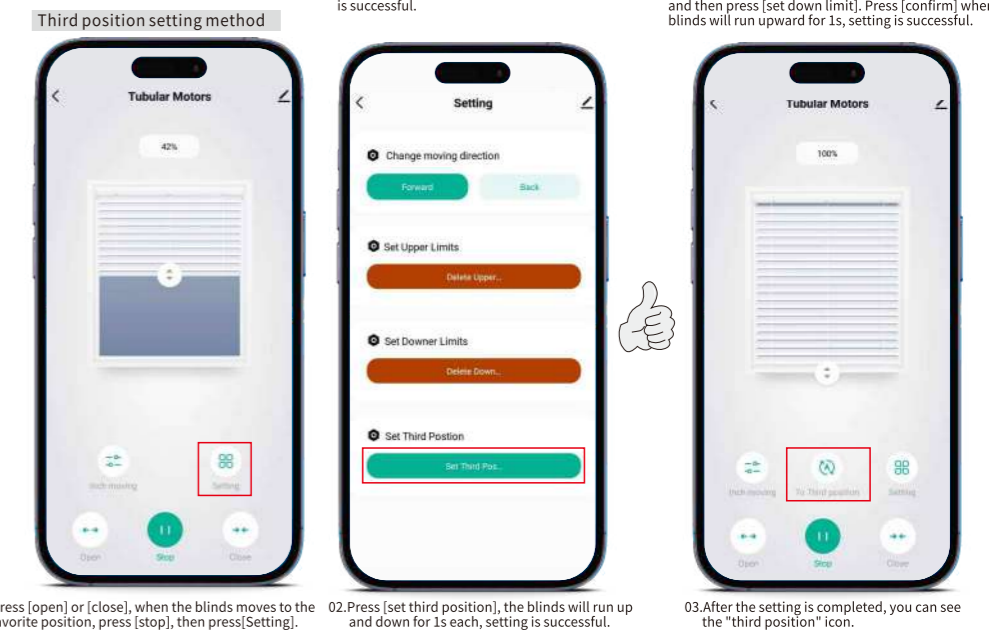 is successful.
and then press [set down limit]. Press [confirm] when
blinds will run upward for 1s, setting is successful.
Third position setting method
Tubular Motors
42%
Inch moving
Setting
Open
Stop
Close
Setting
Change moving direction
Forward
Back
Set Upper Limits
Delete Upper...
Set Downer Limits
Delete Down...
Set Third Postion
Set Third Pos...
Tubular Motors
100%
Inch moving
To Third position
Setting
Open
Stop
Close
ress [open] or [close], when the blinds moves to the
avorite position, press [stop], then press[Setting].
02.Press [set third position], the blinds will run up
and down for 1s each, setting is successful.
03.After the setting is completed, you can see
the "third position" icon.